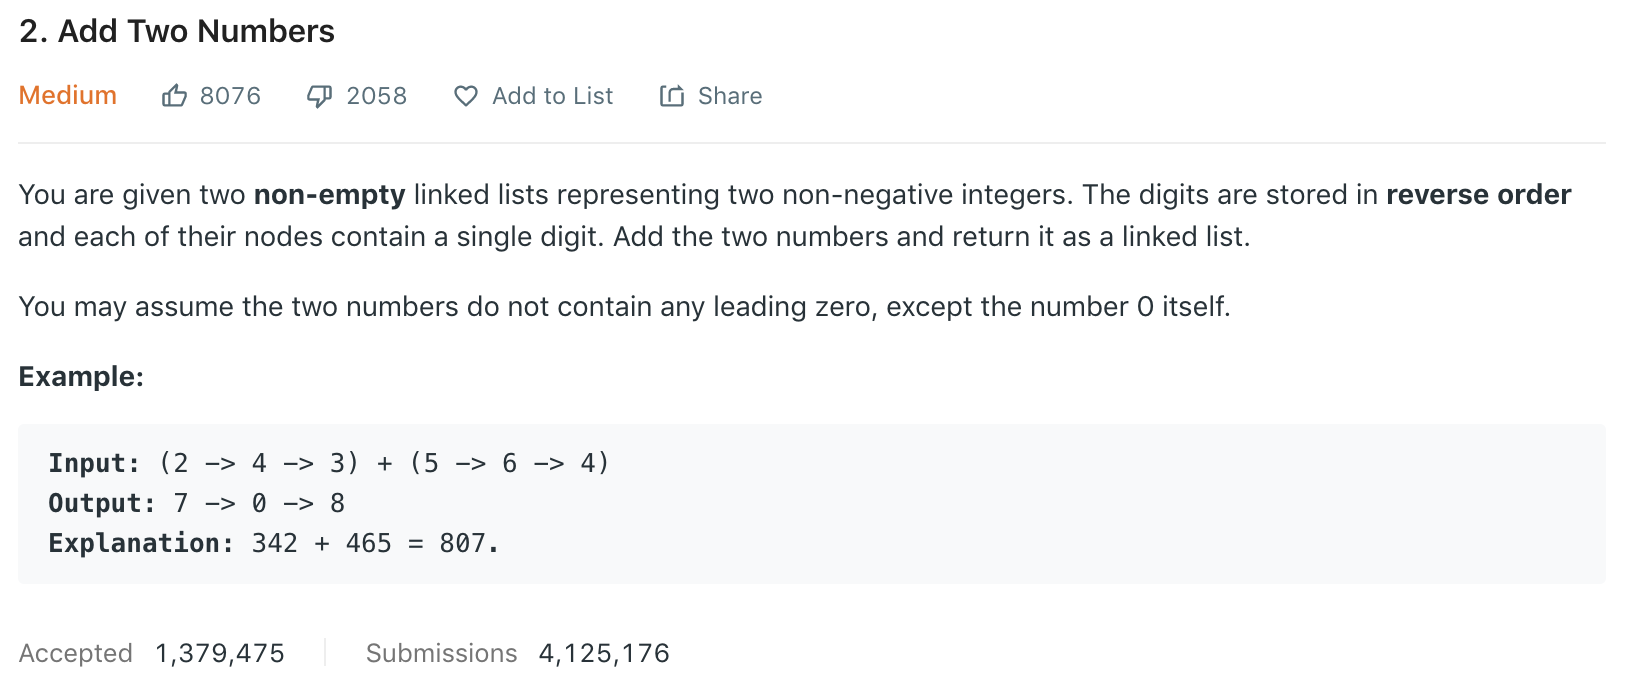 2. Add Two Numbers
Medium 8076 2058 Add to List Share
You are given two non-empty linked lists representing two non-negative integers. The digits are stored in reverse order
and each of their nodes contain a single digit. Add the two numbers and return it as a linked list.
You may assume the two numbers do not contain any leading zero, except the number 0 itself.
Example:
Input: (2 -> 4 -> 3) + (5 -> 6 -> 4)
Output: 7 -> 0 -> 8
Explanation: 342 + 465 = 807.
Accepted 1,379,475 Submissions 4,125,176